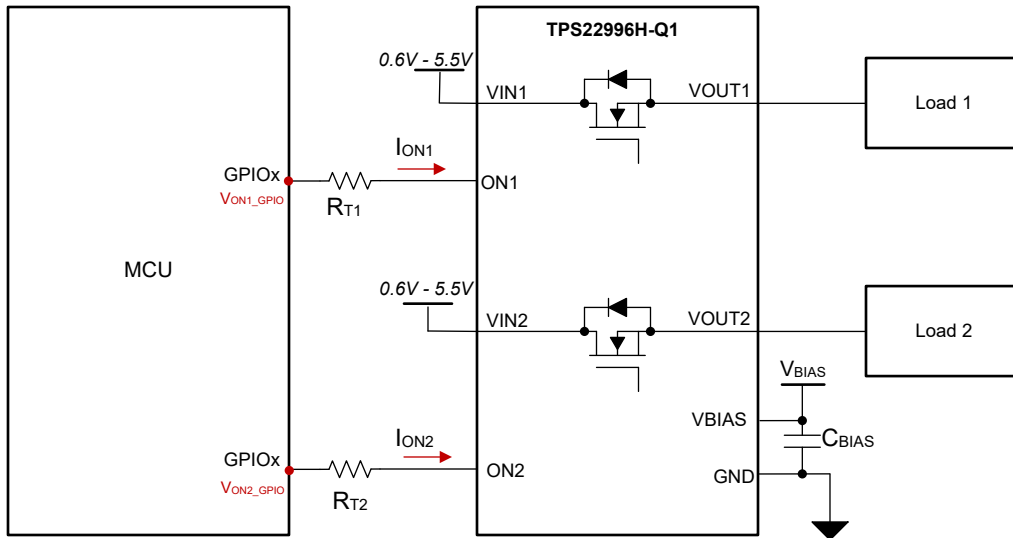 TPS22996H-Q1
0.6V - 5.5V
VIN1
VOUT1
Load 1
ION1
GPIOx
VON1_GPIO
RT1
ON1
MCU
0.6V - 5.5V
VIN2
VOUT2
Load 2
VBIAS
VBIAS
CBIAS
ION2
GPIOx
VON2_GPIO
RT2
ON2
GND